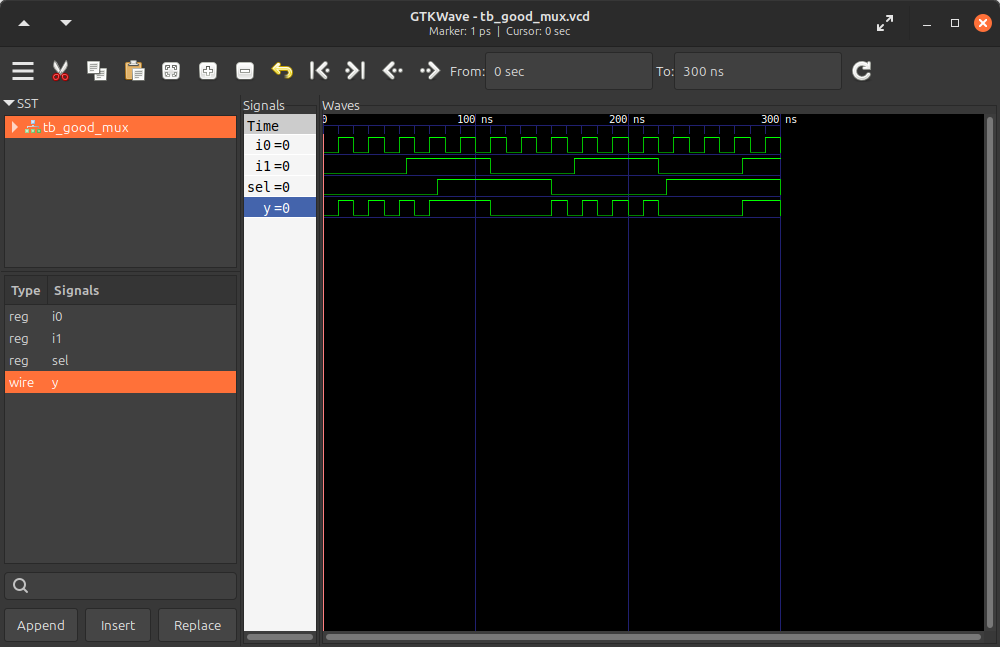 GTKWave - tb_good_mux.vcd
Marker: 1 ps | Cursor: 0 sec
From: 0 sec To: 300 ns
SST
tb_good_mux
Type Signals
reg i0
reg i1
reg sel
wire y
Append Insert Replace
Signals
Time
i0 =0
i1 =0
sel =0
y =0
Waves
0 100 ns 200 ns 300 ns